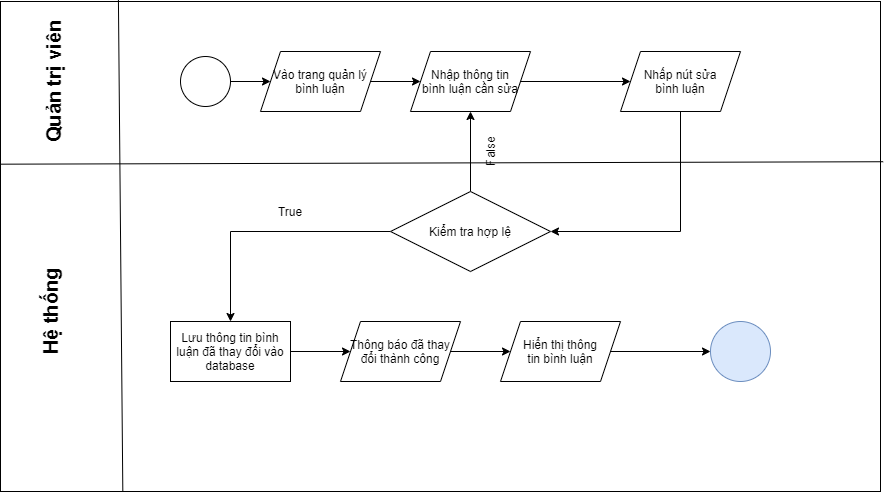 Quản trị viên
Vào trang quản lý
bình luận
Nhập thông tin
bình luận cần sửa
Nhấp nút sửa
bình luận
False
Hệ thống
True
Kiểm tra hợp lệ
Lưu thông tin bình
luận đã thay đổi vào
database
Thông báo đã thay
đổi thành công
Hiển thị thông
tin bình luận